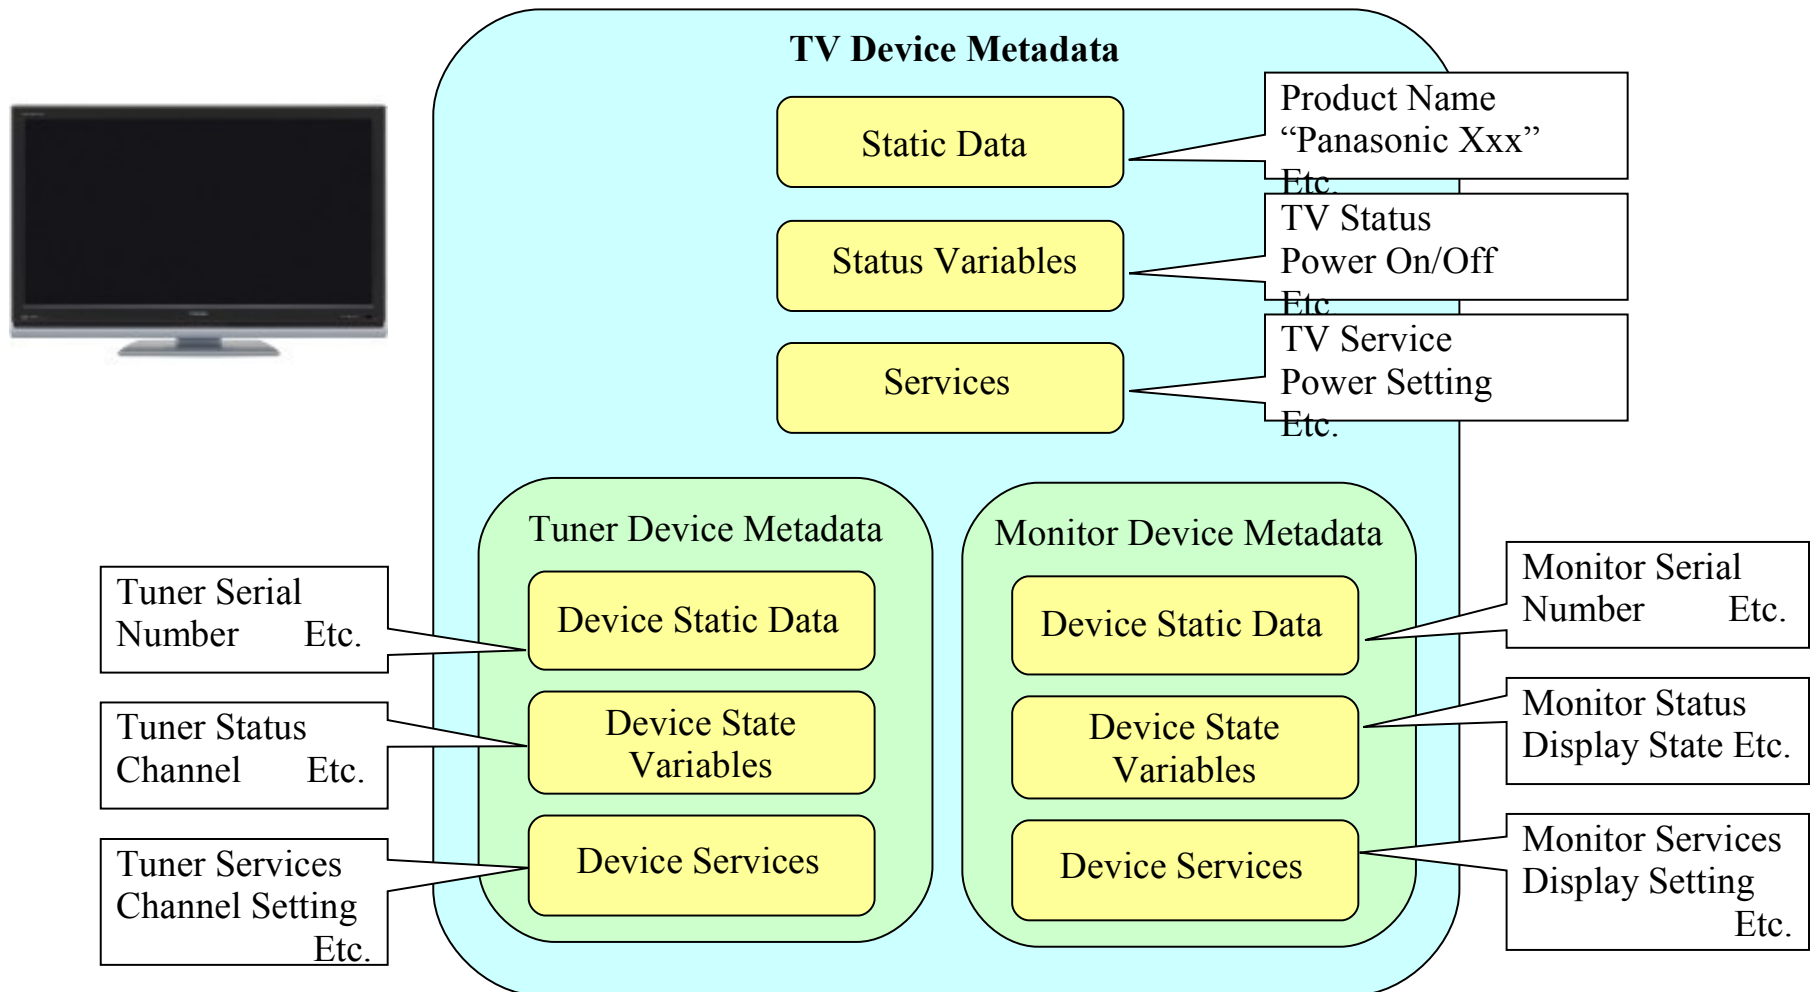 TV Device Metadata
Static Data
Product Name
“Panasonic Xxx”
Etc.
Status Variables
TV Status
Power On/Off
Etc
Services
TV Service
Power Setting
Etc.
Tuner Device Metadata
Device Static Data
Tuner Serial
Number Etc.
Device State
Variables
Tuner Status
Channel Etc.
Device Services
Tuner Services
Channel Setting
Etc.
Monitor Device Metadata
Device Static Data
Monitor Serial
Number Etc.
Device State
Variables
Monitor Status
Display State Etc.
Device Services
Monitor Services
Display Setting
Etc.